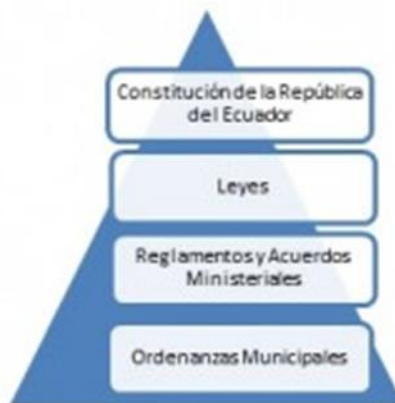 Constitución de la República
del Ecuador
Leyes
Reglamentos y Acuerdos
Ministeriales
Ordenanzas Municipales